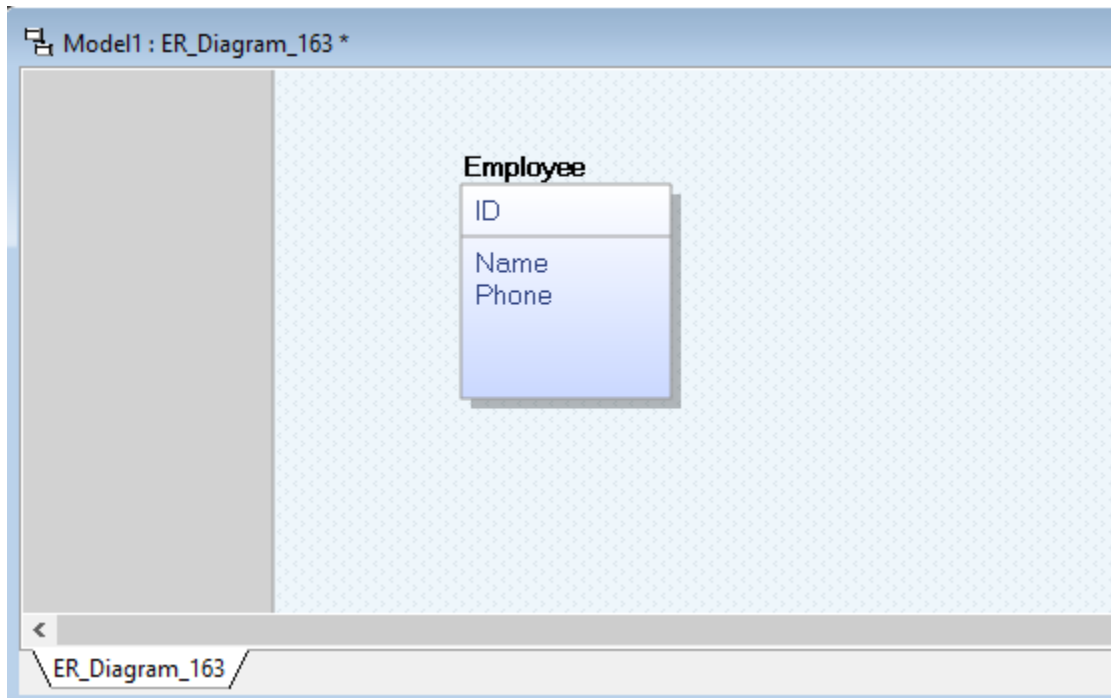 Model1 : ER_Diagram_163 *
Employee
ID
Name
Phone
ER_Diagram_163